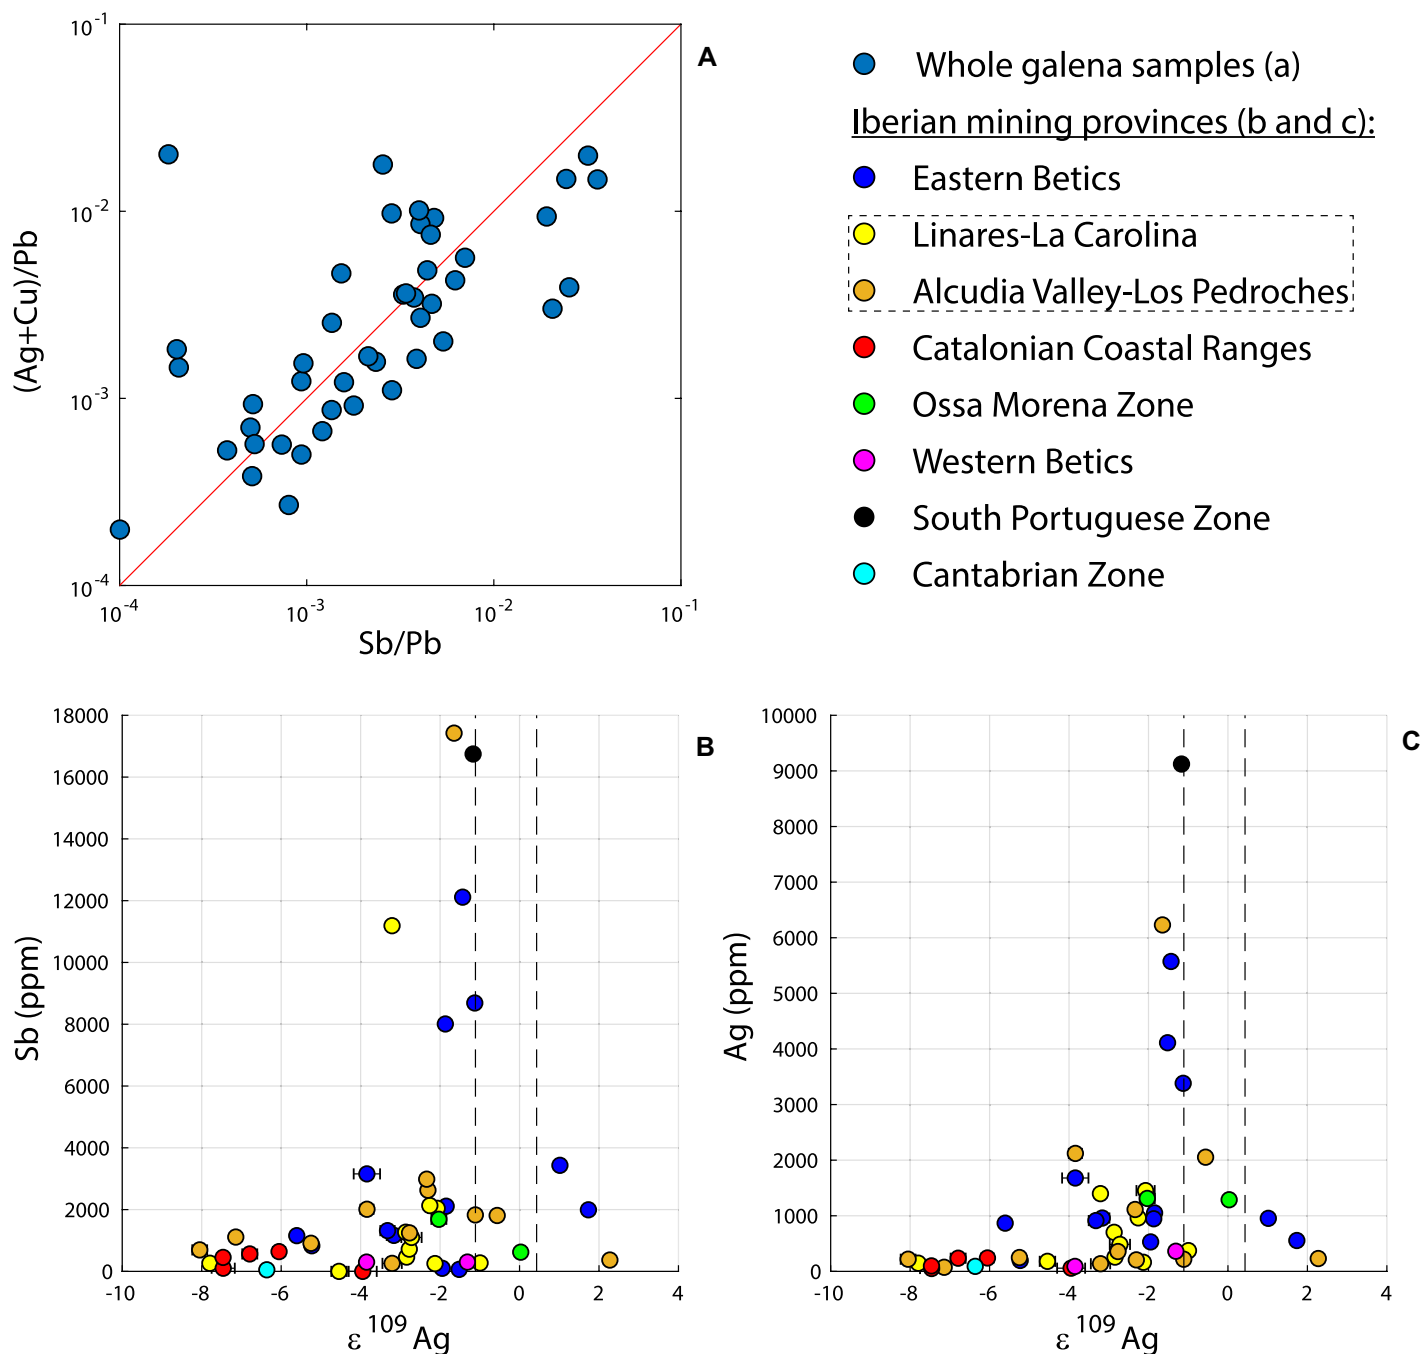 A
10⁻¹
10⁻²
10⁻³
10⁻⁴
(Ag+Cu)/Pb
10⁻⁴ 10⁻³ 10⁻² 10⁻¹
Sb/Pb
Whole galena samples (a)
Iberian mining provinces (b and c):
Eastern Betics
Linares-La Carolina
Alcudia Valley-Los Pedroches
Catalonian Coastal Ranges
Ossa Morena Zone
Western Betics
South Portuguese Zone
Cantabrian Zone
B
18000
16000
14000
12000
10000
8000
6000
4000
2000
0
Sb (ppm)
-10 -8 -6 -4 -2 0 2 4
ε ¹⁰⁹ Ag
C
10000
9000
8000
7000
6000
5000
4000
3000
2000
1000
0
Ag (ppm)
-10 -8 -6 -4 -2 0 2 4
ε ¹⁰⁹ Ag